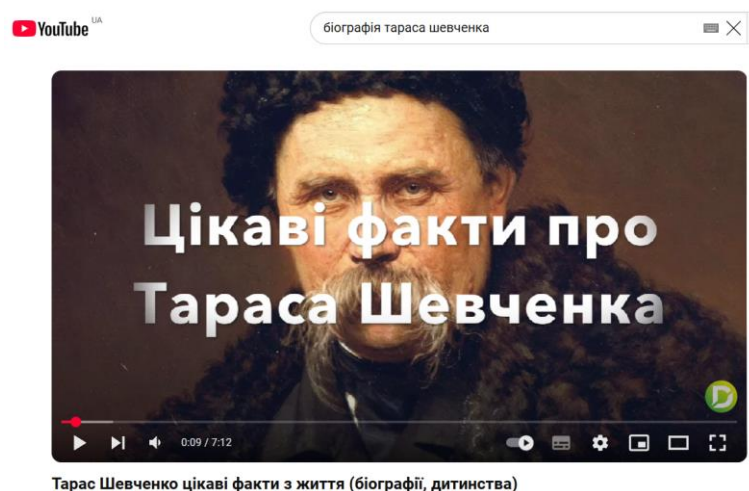 YouTube UA
біографія тараса шевченка
Цікаві факти про
Тараса Шевченка
0:09 / 7:12
Тарас Шевченко цікаві факти з життя (біографії, дитинства)